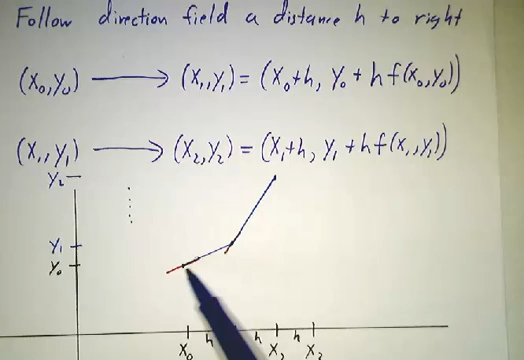 Follow direction field a distance h to right
(x₀,y₀) ⟶ (x₁,y₁) = (x₀+h, y₀+hf(x₀,y₀))
(x₁,y₁) ⟶ (x₂,y₂) = (x₁+h, y₁+hf(x₁,y₁))
y₂
y₁
y₀
h h h
x₀ x₂